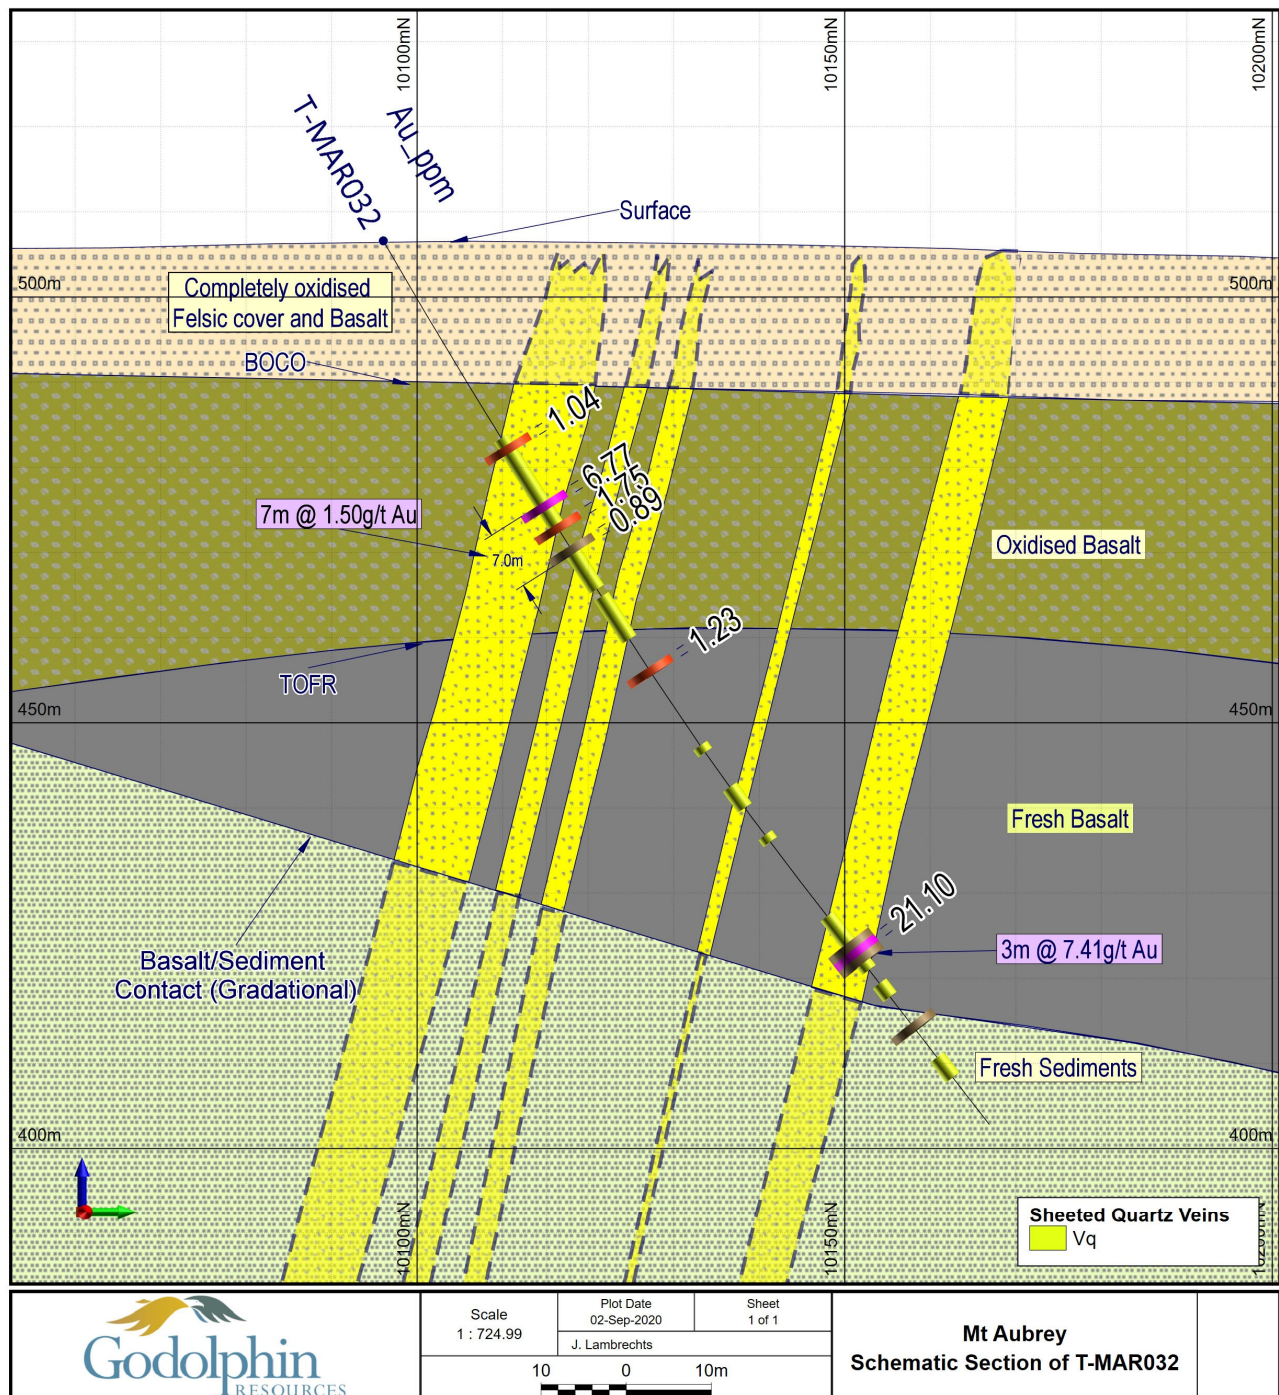 10100mN
10150mN
10200mN
T-MAR032
Au_ppm
Surface
500m
500m
Completely oxidised
Felsic cover and Basalt
BOCO
1.04
6.77
1.75
0.89
7m @ 1.50g/t Au
7.0m
Oxidised Basalt
1.23
TOFR
450m
450m
Fresh Basalt
21.10
3m @ 7.41g/t Au
Basalt/Sediment
Contact (Gradational)
Fresh Sediments
400m
400m
10100mN
10150mN
Sheeted Quartz Veins
Vq
Godolphin
RESOURCES
Scale
1 : 724.99
Plot Date
02-Sep-2020
Sheet
1 of 1
J. Lambrechts
10 0 10m
Mt Aubrey
Schematic Section of T-MAR032